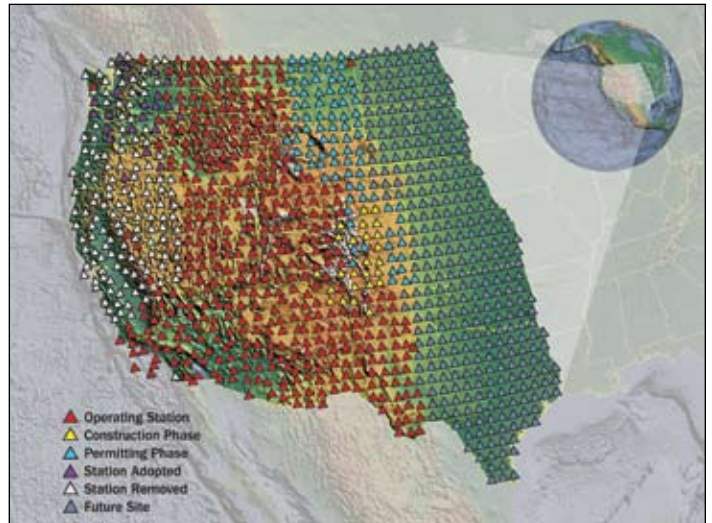 Operating Station
Construction Phase
Permitting Phase
Station Adopted
Station Removed
Future Site